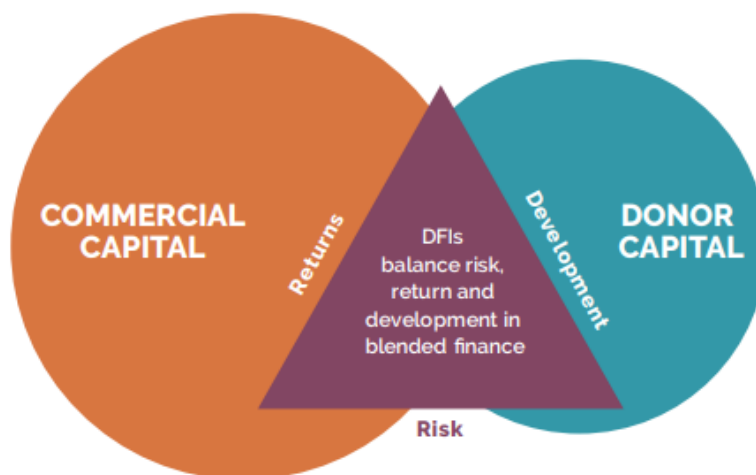 COMMERCIAL
CAPITAL
Returns
DFIs
balance risk,
return and
development in
blended finance
Development
DONOR
CAPITAL
Risk